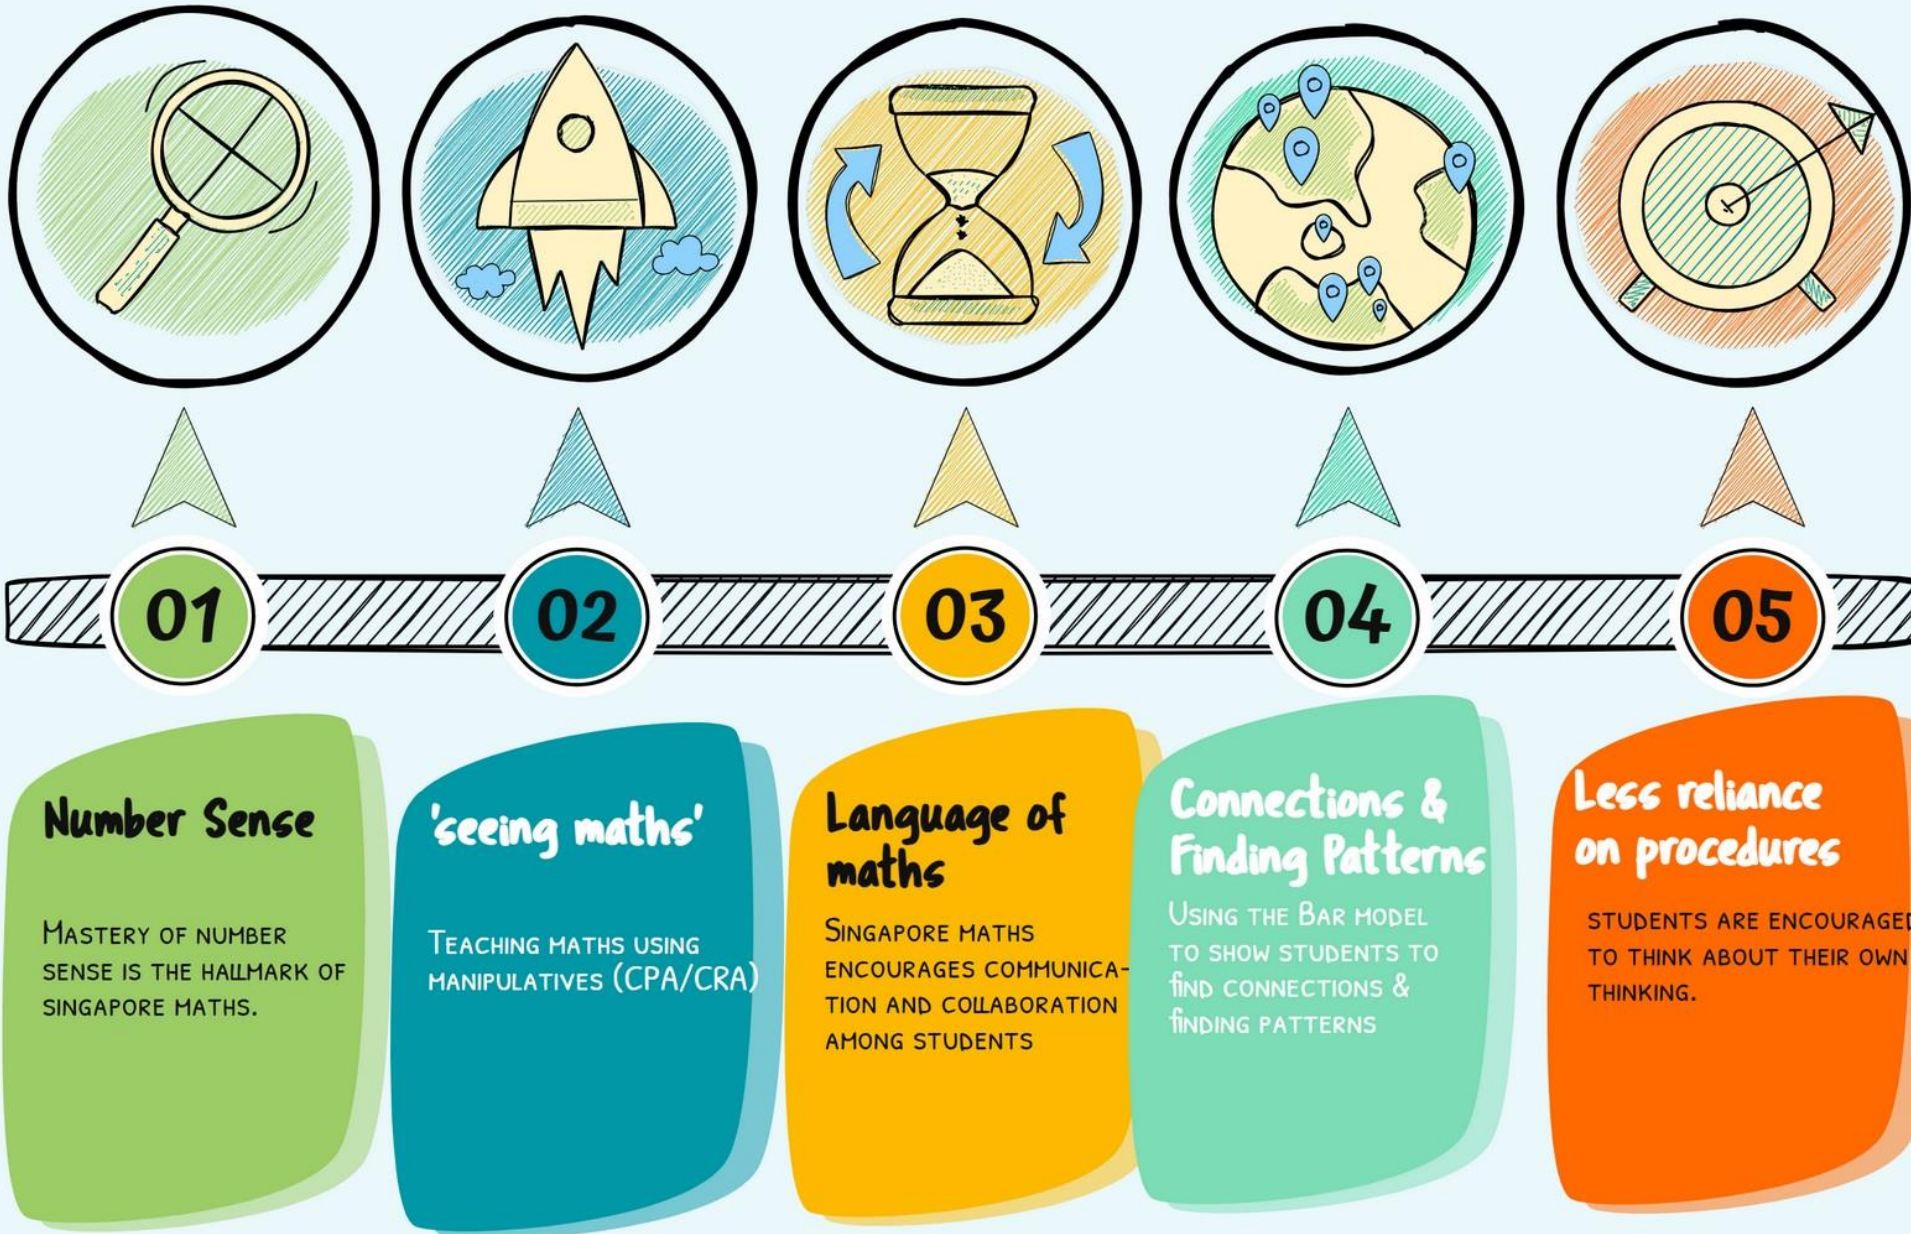 01
02
03
04
05
Number Sense
MASTERY OF NUMBER
SENSE IS THE HALLMARK OF
SINGAPORE MATHS.
'seeing maths'
TEACHING MATHS USING
MANIPULATIVES (CPA/CRA)
Language of
maths
SINGAPORE MATHS
ENCOURAGES COMMUNICA-
TION AND COLLABORATION
AMONG STUDENTS
Connections &
Finding Patterns
USING THE BAR MODEL
TO SHOW STUDENTS TO
fIND CONNECTIONS &
fINDING PATTERNS
Less reliance
on procedures
STUDENTS ARE ENCOURAGED
TO THINK ABOUT THEIR OWN
THINKING.